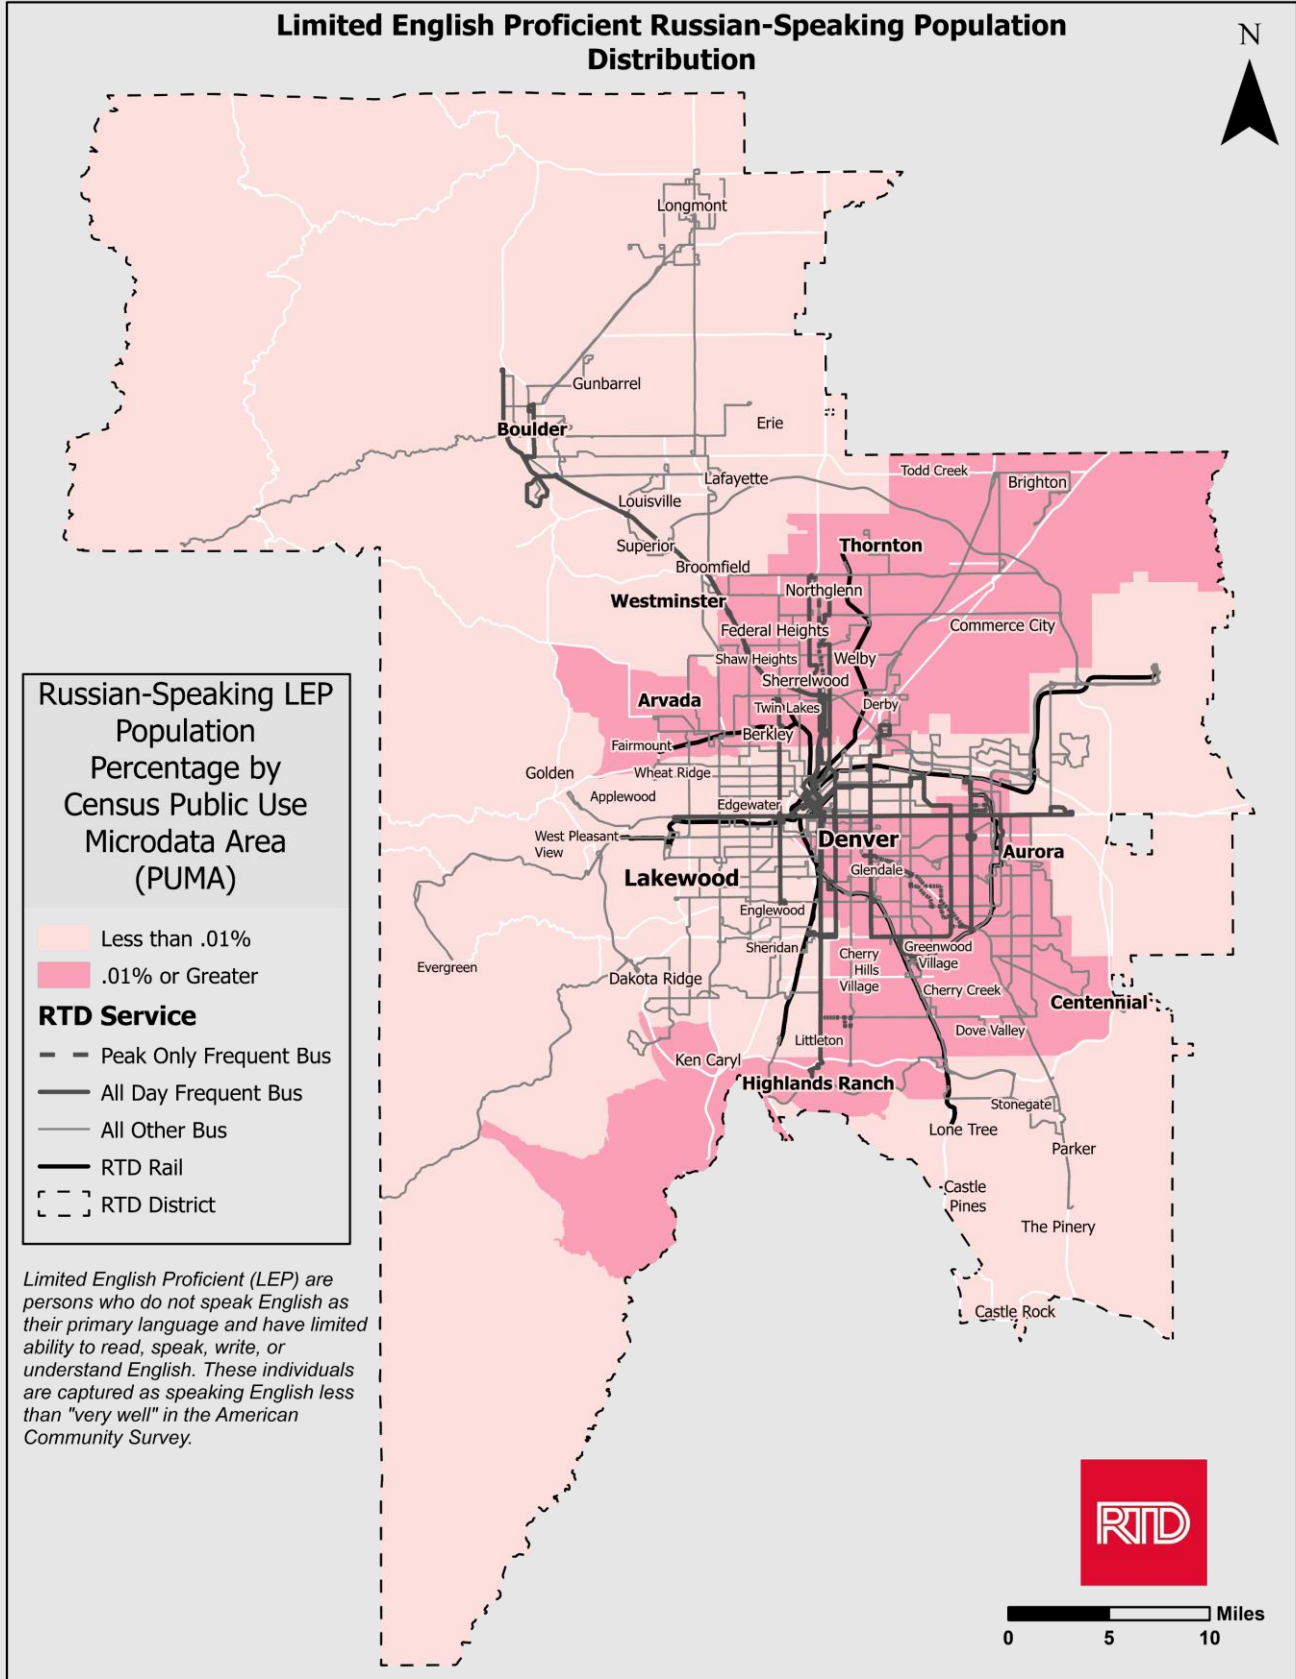 Limited English Proficient Russian-Speaking Population
Distribution
N
Longmont
Gunbarrel
Boulder
Erie
Lafayette
Todd Creek
Brighton
Louisville
Superior
Thornton
Broomfield
Northglenn
Westminster
Federal Heights
Commerce City
Shaw Heights
Welby
Sherrelwood
Arvada
Twin Lakes
Derby
Berkley
Fairmount
Golden
Wheat Ridge
Applewood
Edgewater
West Pleasant
View
Denver
Aurora
Lakewood
Glendale
Englewood
Sheridan
Cherry
Hills
Village
Greenwood
Village
Evergreen
Dakota Ridge
Cherry Creek
Centennial
Dove Valley
Littleton
Ken Caryl
Highlands Ranch
Stonegate
Lone Tree
Parker
Castle
Pines
The Pinery
Castle Rock
Russian-Speaking LEP
Population
Percentage by
Census Public Use
Microdata Area
(PUMA)
Less than .01%
.01% or Greater
RTD Service
Peak Only Frequent Bus
All Day Frequent Bus
All Other Bus
RTD Rail
RTD District
Limited English Proficient (LEP) are
persons who do not speak English as
their primary language and have limited
ability to read, speak, write, or
understand English. These individuals
are captured as speaking English less
than "very well" in the American
Community Survey.
RTD
Miles
0 5 10